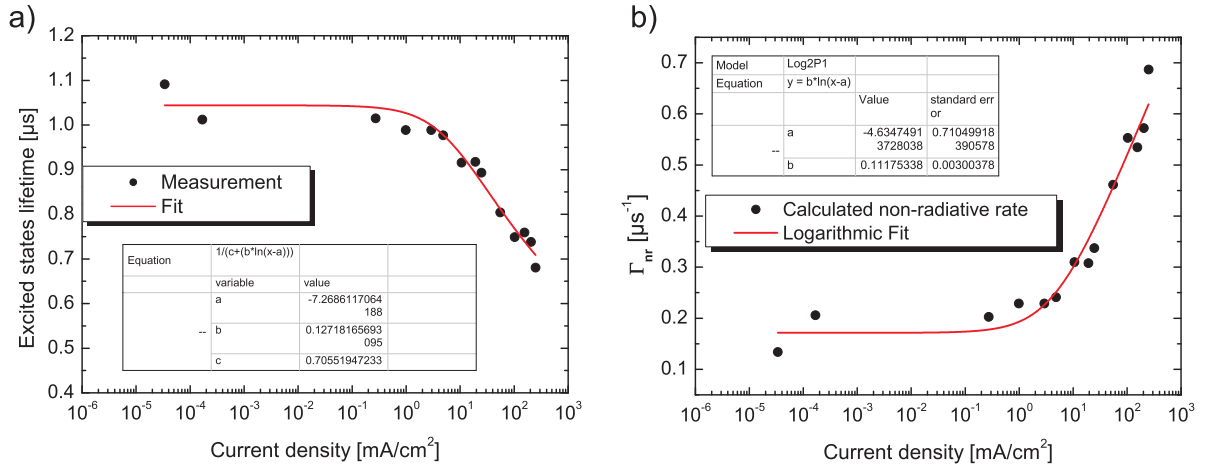 a)
1.2
1.1
1.0
0.9
0.8
0.7
0.6
0.5
0.4
Excited states lifetime [µs]
Measurement
Fit
Equation 1/(c+(b*ln(x-a)))
variable value
a -7.2686117064
188
-- b 0.12718165693
095
c 0.70551947233
10⁻⁶ 10⁻⁵ 10⁻⁴ 10⁻³ 10⁻² 10⁻¹ 10⁰ 10¹ 10² 10³
Current density [mA/cm²]
b)
0.7
0.6
0.5
0.4
0.3
0.2
0.1
Γnr [µs⁻¹]
Model Log2P1
Equation y = b*ln(x-a)
Value standard err
or
a -4.6347491 0.71049918
-- 3728038 390578
b 0.11175338 0.00300378
Calculated non-radiative rate
Logarithmic Fit
10⁻⁶ 10⁻⁵ 10⁻⁴ 10⁻³ 10⁻² 10⁻¹ 10⁰ 10¹ 10² 10³
Current density [mA/cm²]